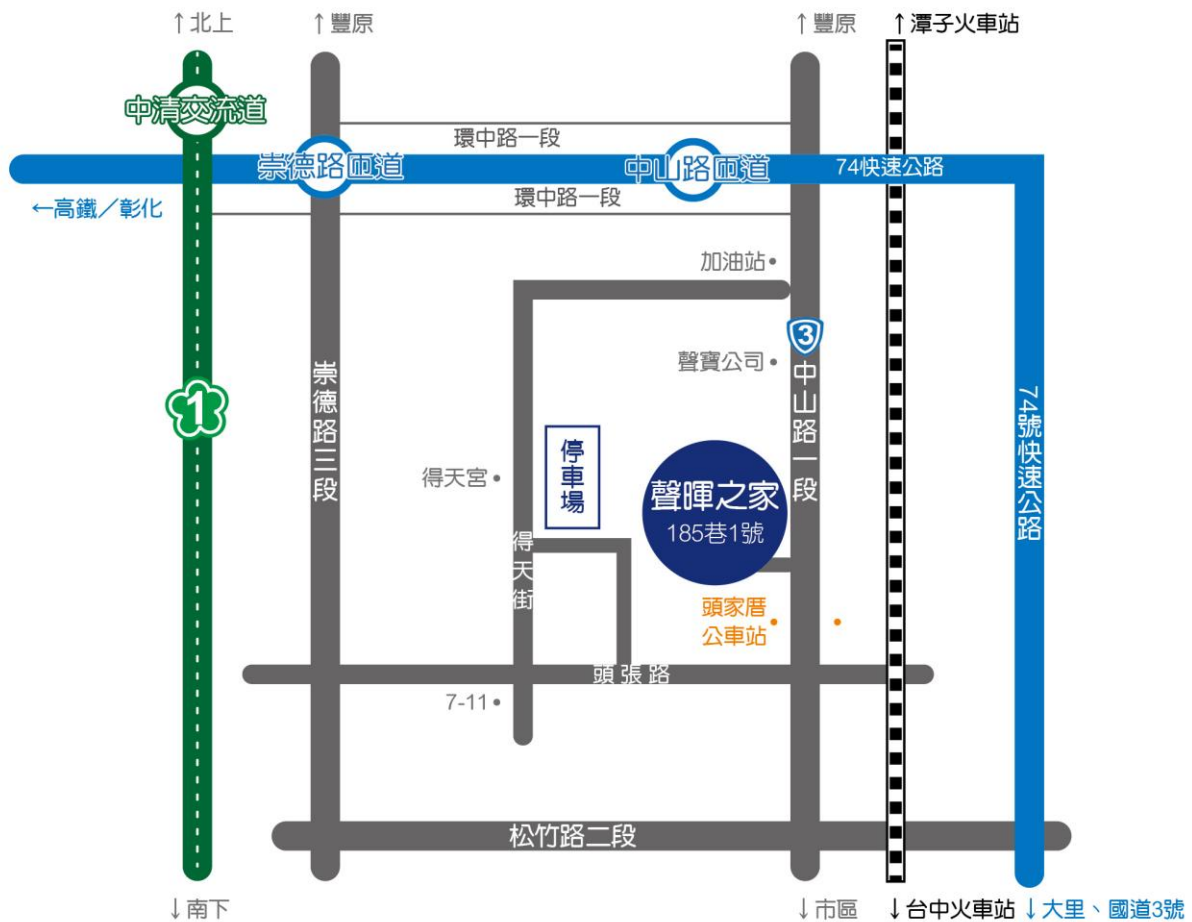 ↑北上
↑豐原
↑豐原
↑潭子火車站
中清交流道
環中路一段
崇德路匝道
中山路匝道
74快速公路
←高鐵／彰化
環中路一段
加油站
3
聲寶公司
中山路一段
崇德路三段
1
74號快速公路
停車場
得天宮
聲暉之家
185巷1號
得天街
頭家厝
公車站
頭張路
7-11
松竹路二段
↓南下
↓市區
↓台中火車站
↓大里、國道3號